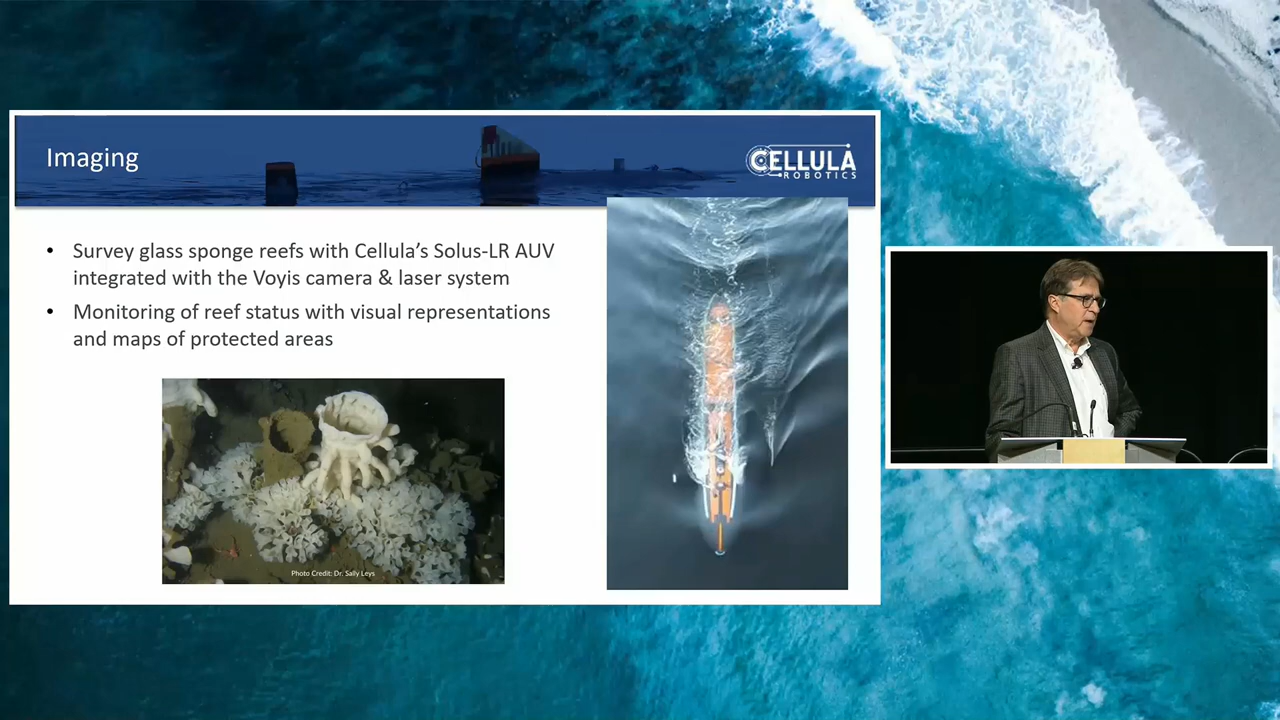 Imaging
CELLULA
ROBOTICS
• Survey glass sponge reefs with Cellula’s Solus-LR AUV
integrated with the Voyis camera & laser system
• Monitoring of reef status with visual representations
and maps of protected areas
Photo Credit: Dr. Sally Leys